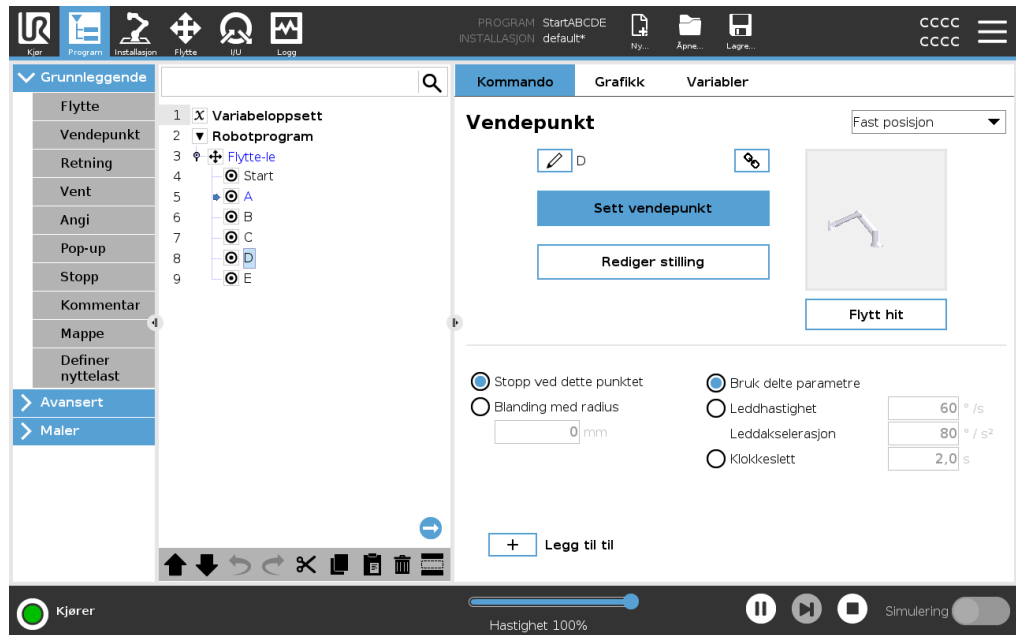 UR
Kjør
Program
Installasjon
Flytte
I/U
Logg
PROGRAM StartABCDE
INSTALLASJON default*
Ny...
Åpne...
Lagre...
CCCC
CCCC
Grunnleggende
Flytte
Vendepunkt
Retning
Vent
Angi
Pop-up
Stopp
Kommentar
Mappe
Definer
nyttelast
Avansert
Maler
1 X Variabeloppsett
2 ▼ Robotprogram
3 Flytte-le
4 Start
5 A
6 B
7 C
8 D
9 E
Kommando
Grafikk
Variabler
Vendepunkt
Fast posisjon
D
Sett vendepunkt
Rediger stilling
Flytt hit
Stopp ved dette punktet
Blanding med radius
0 mm
Bruk delte parametre
Leddhastighet 60 ° /s
Leddakselerasjon 80 ° / s²
Klokkeslett 2,0 s
+ Legg til til
Kjører
Hastighet 100%
Simulering